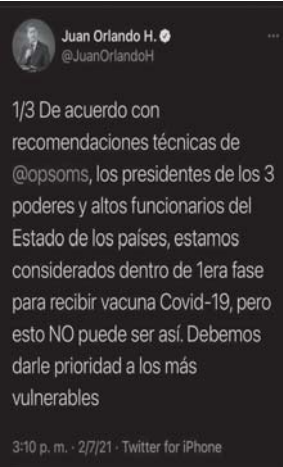 Juan Orlando H.
@JuanOrlandoH
1/3 De acuerdo con
recomendaciones técnicas de
@opsoms, los presidentes de los 3
poderes y altos funcionarios del
Estado de los países, estamos
considerados dentro de 1era fase
para recibir vacuna Covid-19, pero
esto NO puede ser así. Debemos
darle prioridad a los más
vulnerables
3:10 p. m. · 2/7/21 · Twitter for iPhone